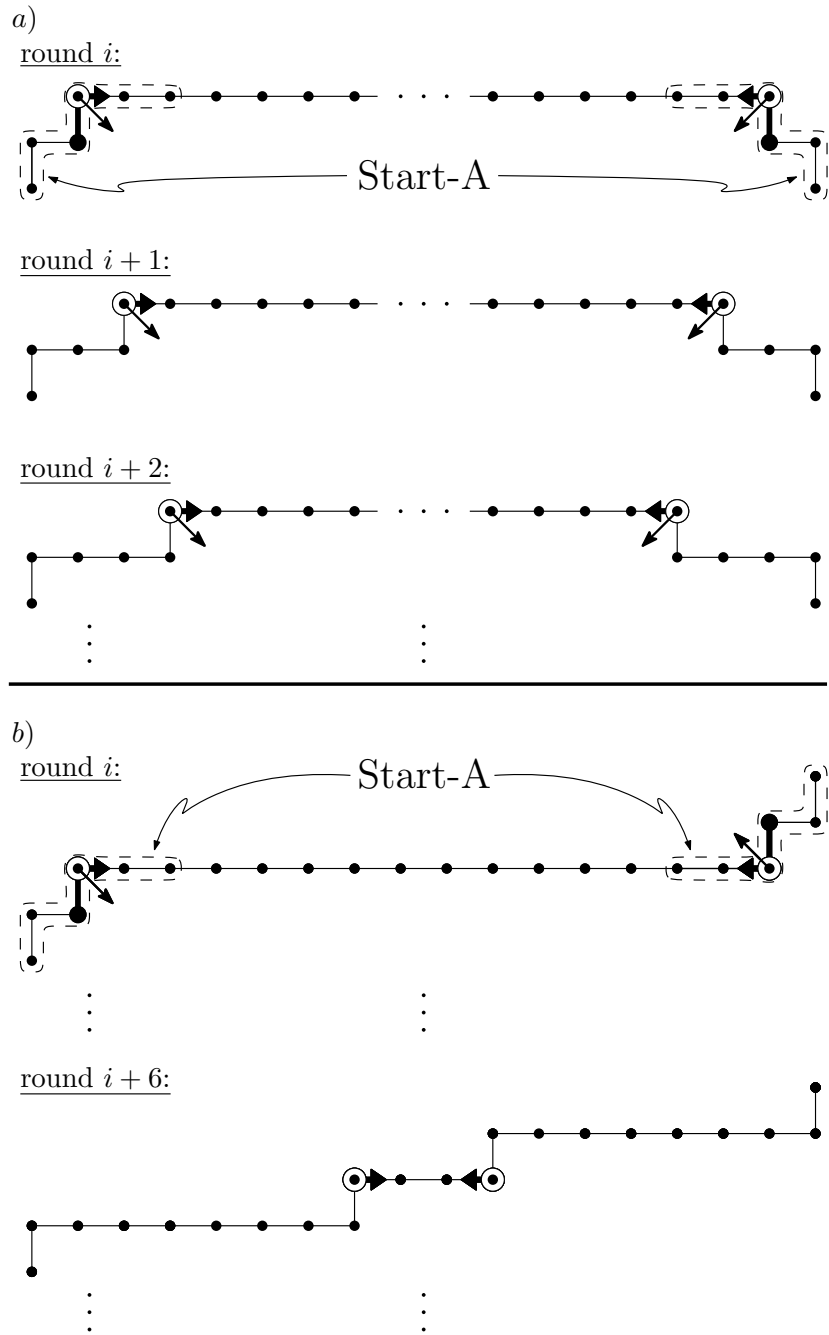 a)
round i:
Start-A
round i + 1:
round i + 2:
b)
round i:
Start-A
round i + 6: